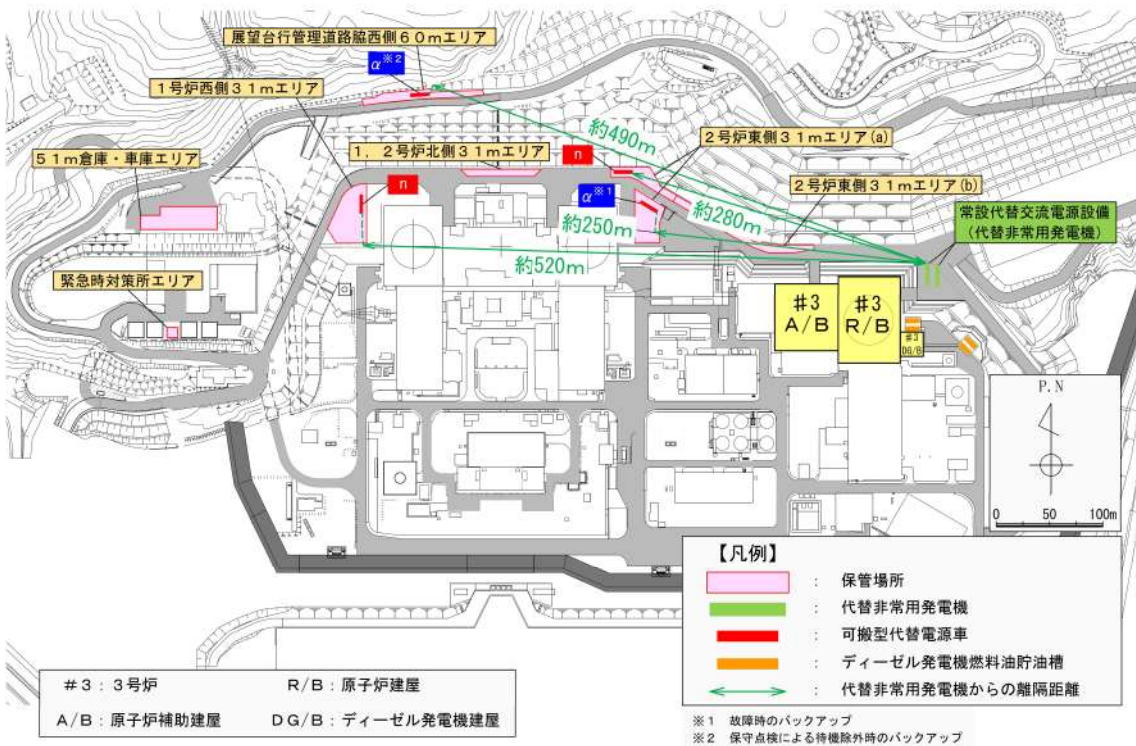 展望台行管理道路脇西側60mエリア
α※2
1号炉西側31mエリア
約490m
2号炉東側31mエリア(a)
1,2号炉北側31mエリア
n
51m倉庫・車庫エリア
n
α※1
2号炉東側31mエリア(b)
約280m
常設代替交流電源設備
(代替非常用発電機)
約250m
約520m
緊急時対策所エリア
#3
A/B
#3
R/B
#3
DG/B
P.N
0 50 100m
【凡例】
: 保管場所
: 代替非常用発電機
: 可搬型代替電源車
: ディーゼル発電機燃料油貯油槽
: 代替非常用発電機からの離隔距離
#3:3号炉 R/B:原子炉建屋
A/B:原子炉補助建屋 DG/B:ディーゼル発電機建屋
※1 故障時のバックアップ
※2 保守点検による待機除外時のバックアップ